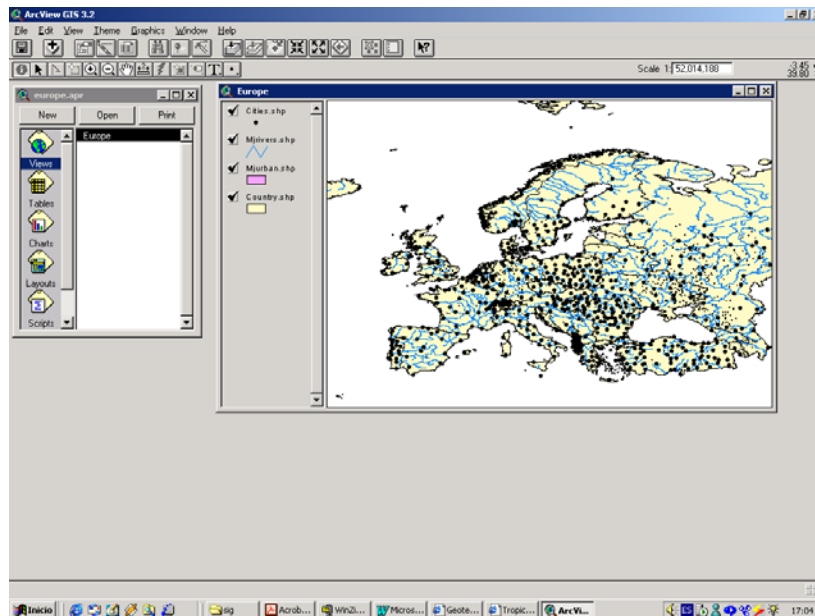 ArcView GIS 3.2
File Edit View Theme Graphics Window Help
Scale 1: 52,014,188
-3.45
39.80
europe.apr
New Open Print
Views
Tables
Charts
Layouts
Scripts
Europe
Europe
Cities.shp
Mjrivers.shp
Mjurban.shp
Country.shp
Inicio
sig
Acrob...
WinZi...
Micros...
Geote...
Tropic...
ArcVi...
ES
17:04